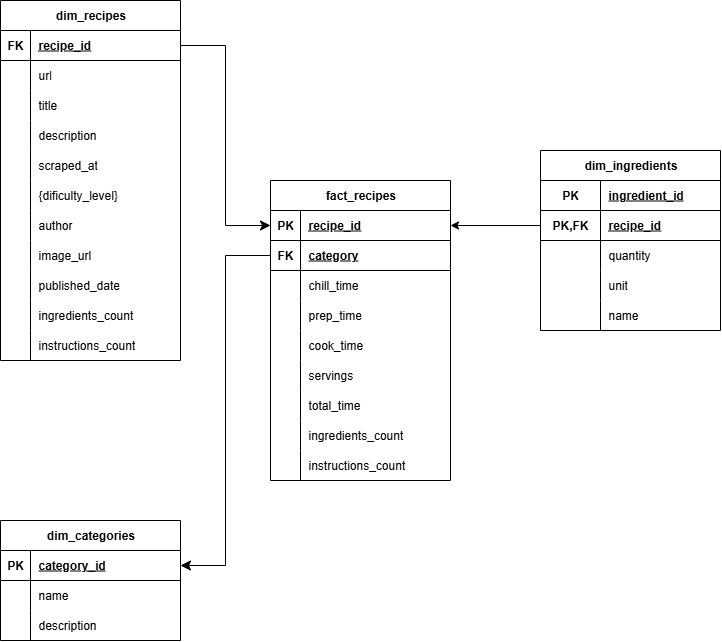 dim_recipes
FK recipe_id
url
title
description
scraped_at
{dificulty_level}
author
image_url
published_date
ingredients_count
instructions_count
fact_recipes
PK recipe_id
FK category
chill_time
prep_time
cook_time
servings
total_time
ingredients_count
instructions_count
dim_ingredients
PK ingredient_id
PK,FK recipe_id
quantity
unit
name
dim_categories
PK category_id
name
description